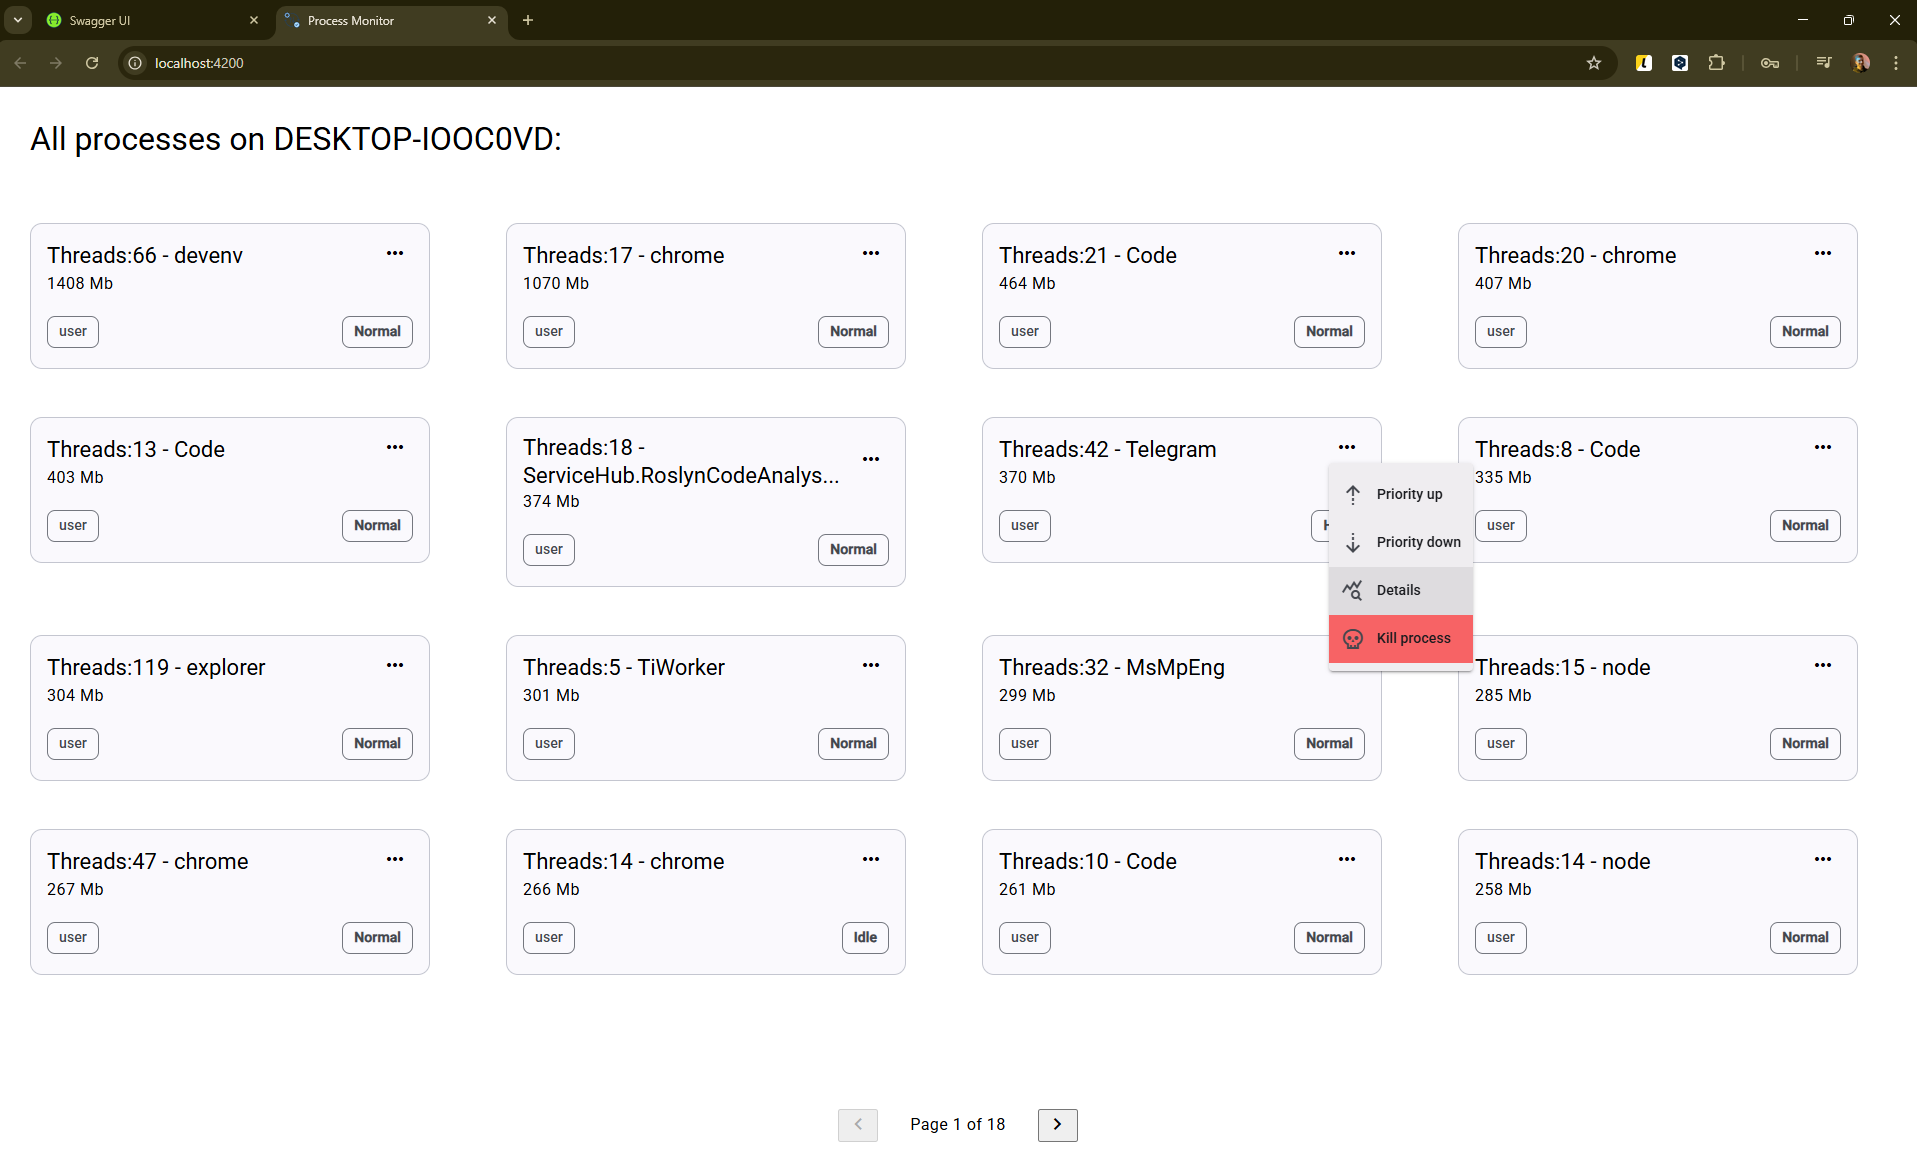 Swagger UI
Process Monitor
localhost:4200
All processes on DESKTOP-IOOC0VD:
Threads:66 - devenv
1408 Mb
user
Normal
Threads:17 - chrome
1070 Mb
user
Normal
Threads:21 - Code
464 Mb
user
Normal
Threads:20 - chrome
407 Mb
user
Normal
Threads:13 - Code
403 Mb
user
Normal
Threads:18 -
ServiceHub.RoslynCodeAnalys...
374 Mb
user
Normal
Threads:42 - Telegram
370 Mb
user
Priority up
Priority down
Details
Kill process
Threads:8 - Code
335 Mb
user
Normal
Threads:119 - explorer
304 Mb
user
Normal
Threads:5 - TiWorker
301 Mb
user
Normal
Threads:32 - MsMpEng
299 Mb
user
Normal
Threads:15 - node
285 Mb
user
Normal
Threads:47 - chrome
267 Mb
user
Normal
Threads:14 - chrome
266 Mb
user
Idle
Threads:10 - Code
261 Mb
user
Normal
Threads:14 - node
258 Mb
user
Normal
Page 1 of 18